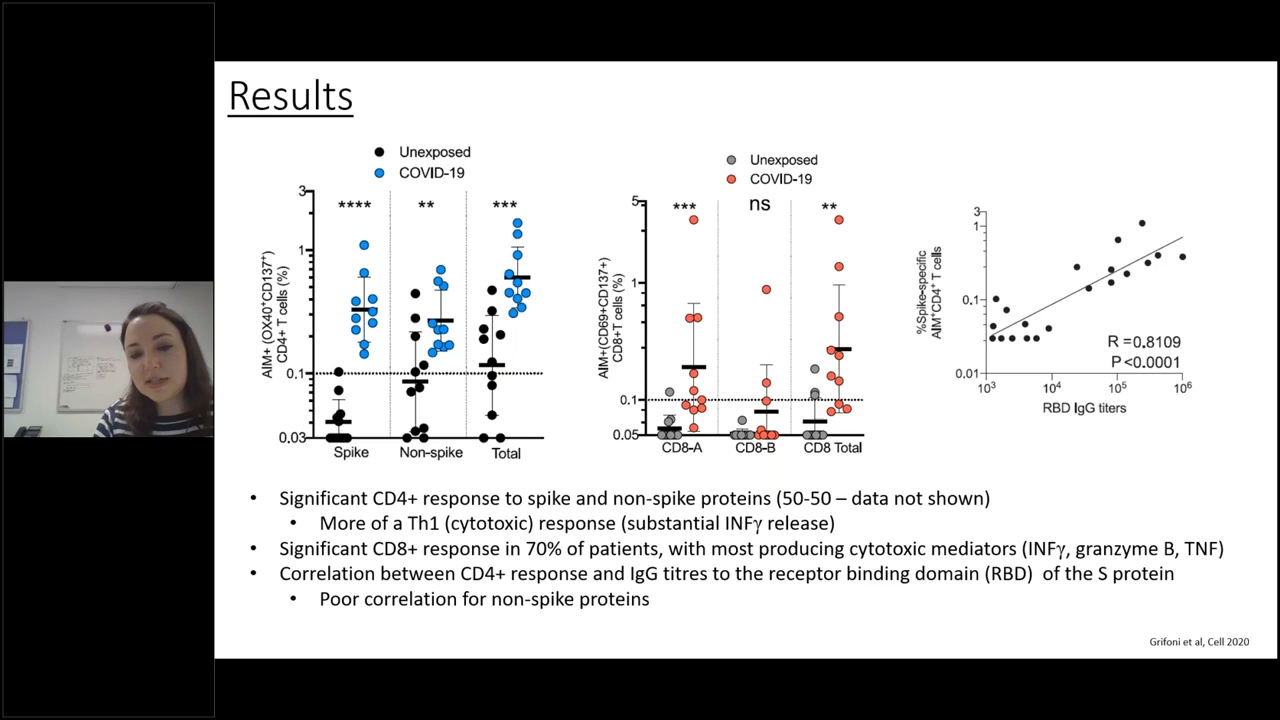 Results
Unexposed
COVID-19
AIM+ (OX40⁺CD137⁺)
CD4+ T cells (%)
3
1
0.1
0.03
****
**
***
Spike
Non-spike
Total
Unexposed
COVID-19
AIM+(CD69+CD137+)
CD8+T cells (%)
5
1
0.1
0.05
***
ns
**
CD8-A
CD8-B
CD8 Total
%Spike-specific
AIM⁺CD4⁺ T cells
3
1
0.1
0.01
R = 0.8109
P <0.0001
10³
10⁴
10⁵
10⁶
RBD IgG titers
• Significant CD4+ response to spike and non-spike proteins (50-50 – data not shown)
• More of a Th1 (cytotoxic) response (substantial INFγ release)
• Significant CD8+ response in 70% of patients, with most producing cytotoxic mediators (INFγ, granzyme B, TNF)
• Correlation between CD4+ response and IgG titres to the receptor binding domain (RBD) of the S protein
• Poor correlation for non-spike proteins
Grifoni et al, Cell 2020